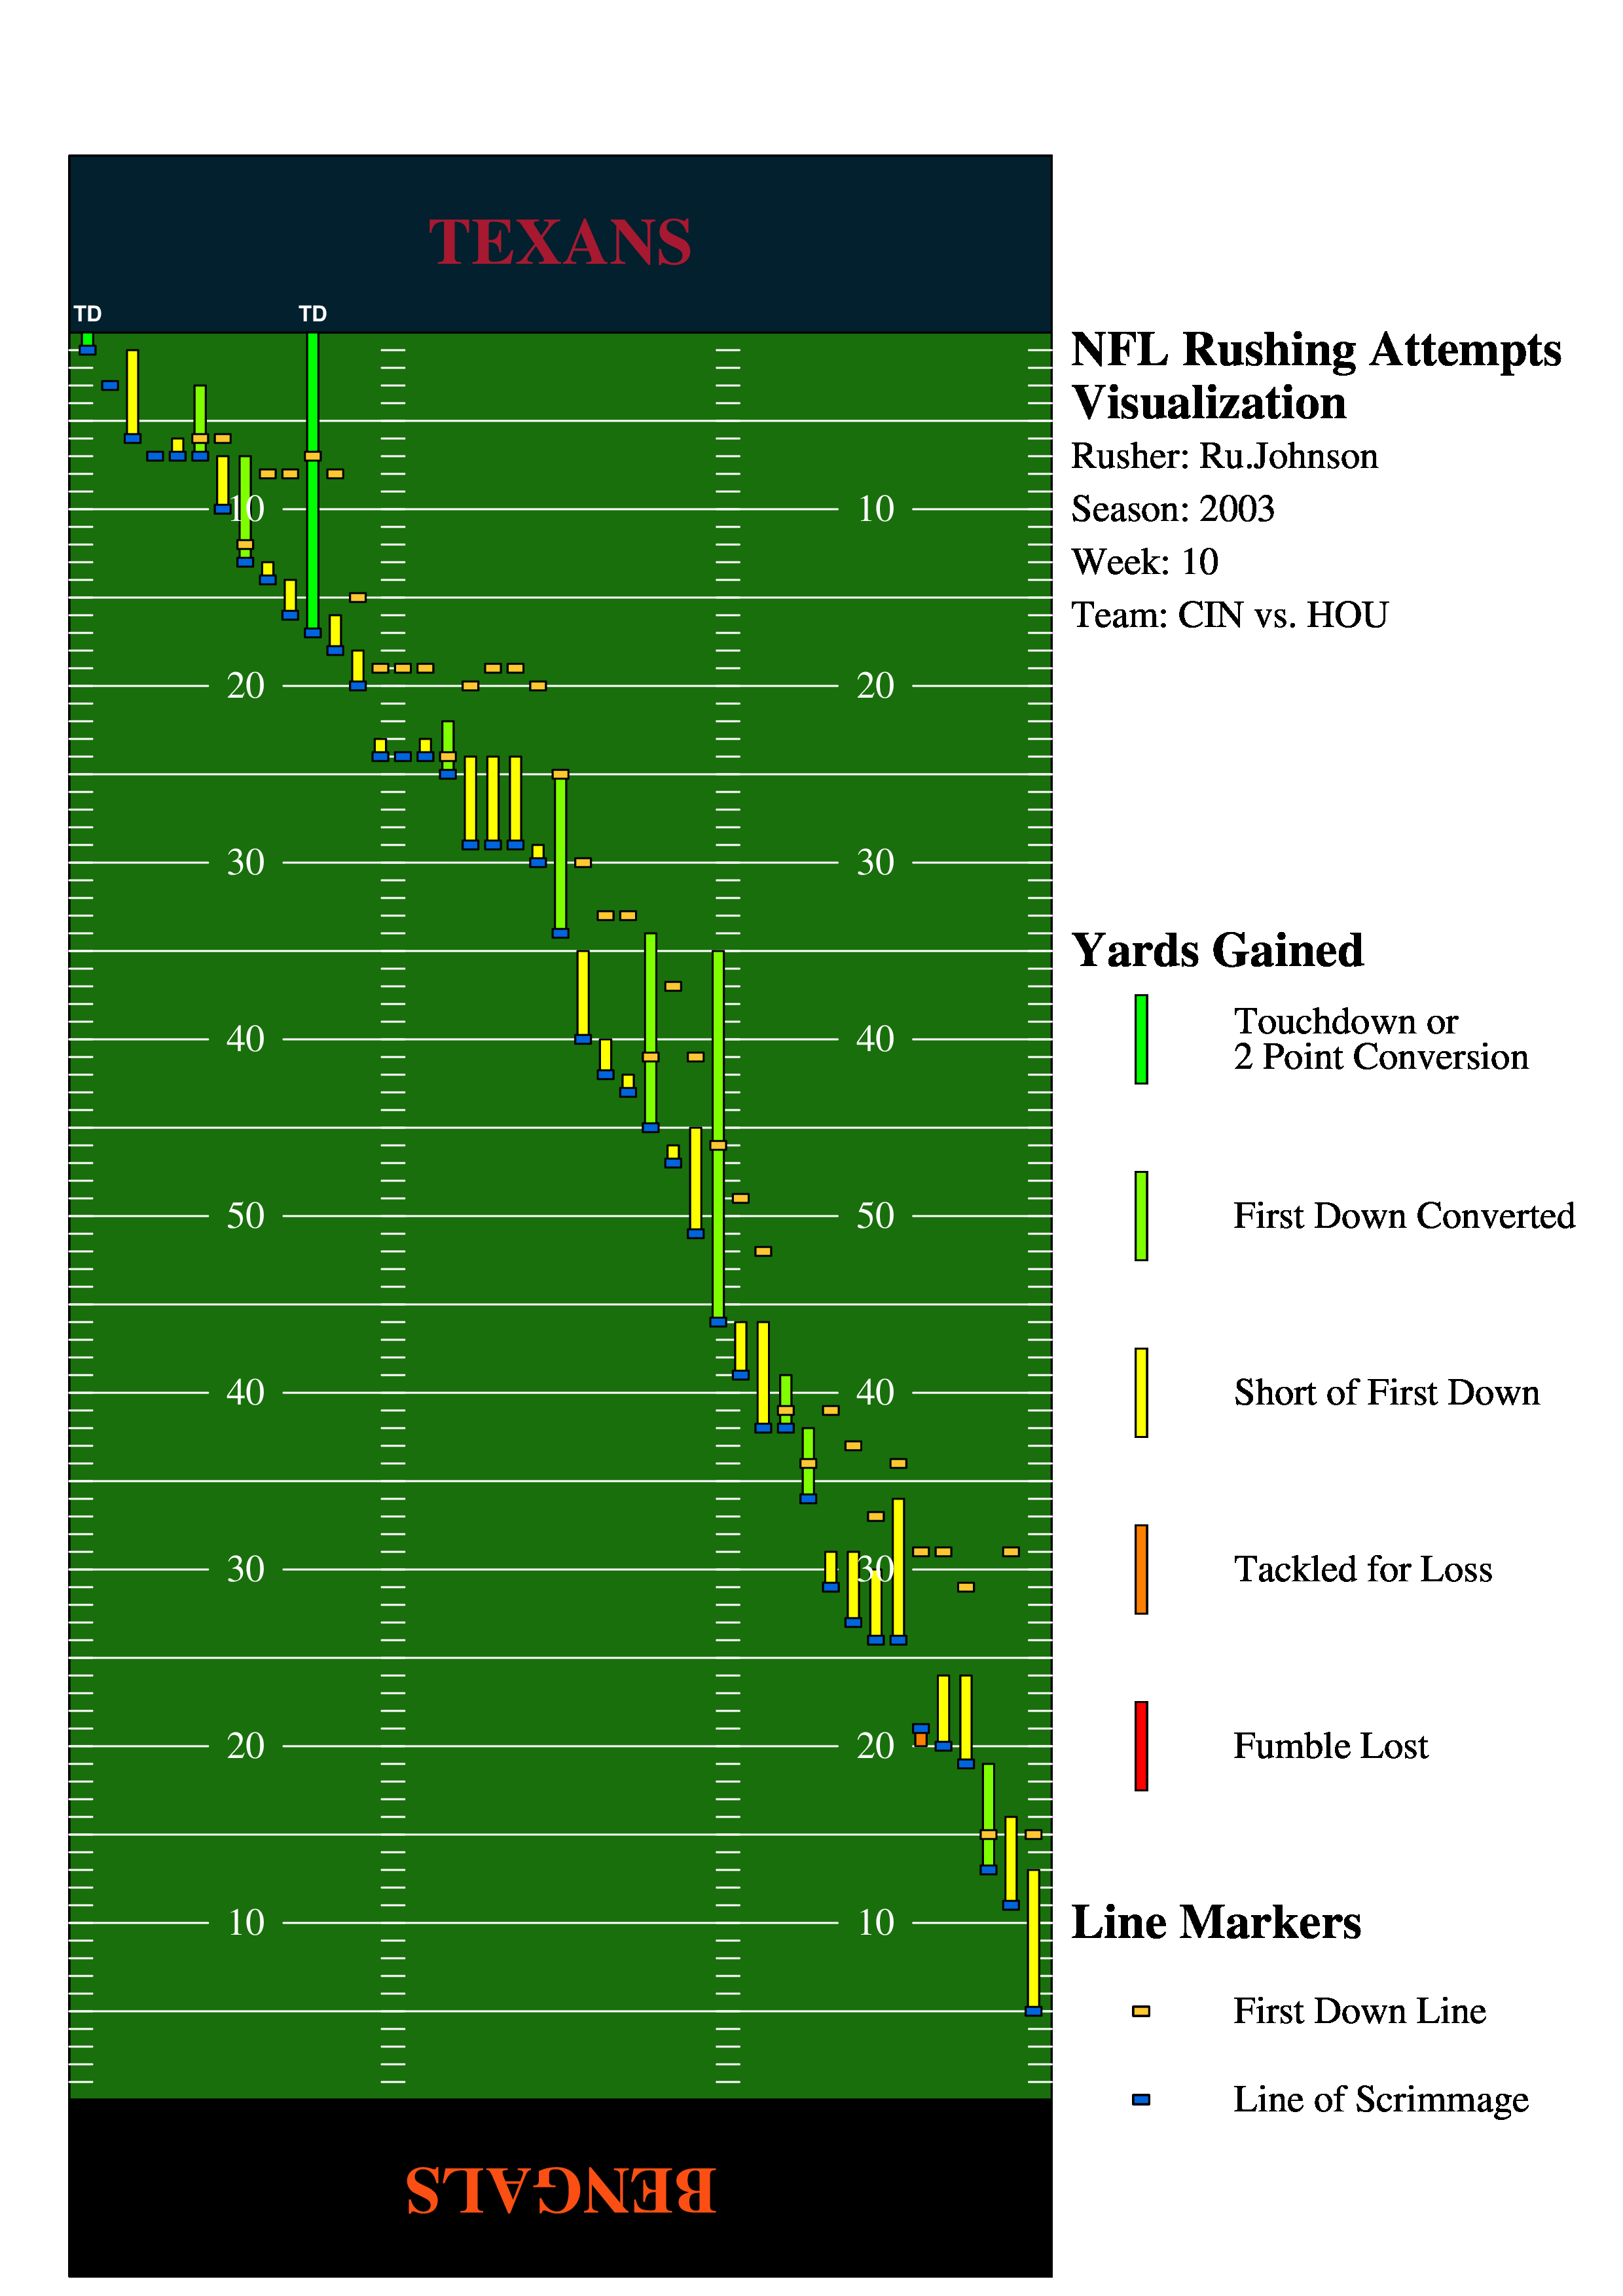 TEXANS
TD TD
NFL Rushing Attempts
Visualization
Rusher: Ru.Johnson
Season: 2003
Week: 10
Team: CIN vs. HOU
10 10
20 20
30 30
40 40
50 50
40 40
30 30
20 20
10 10
Yards Gained
Touchdown or
2 Point Conversion
First Down Converted
Short of First Down
Tackled for Loss
Fumble Lost
Line Markers
First Down Line
Line of Scrimmage
BENGALS